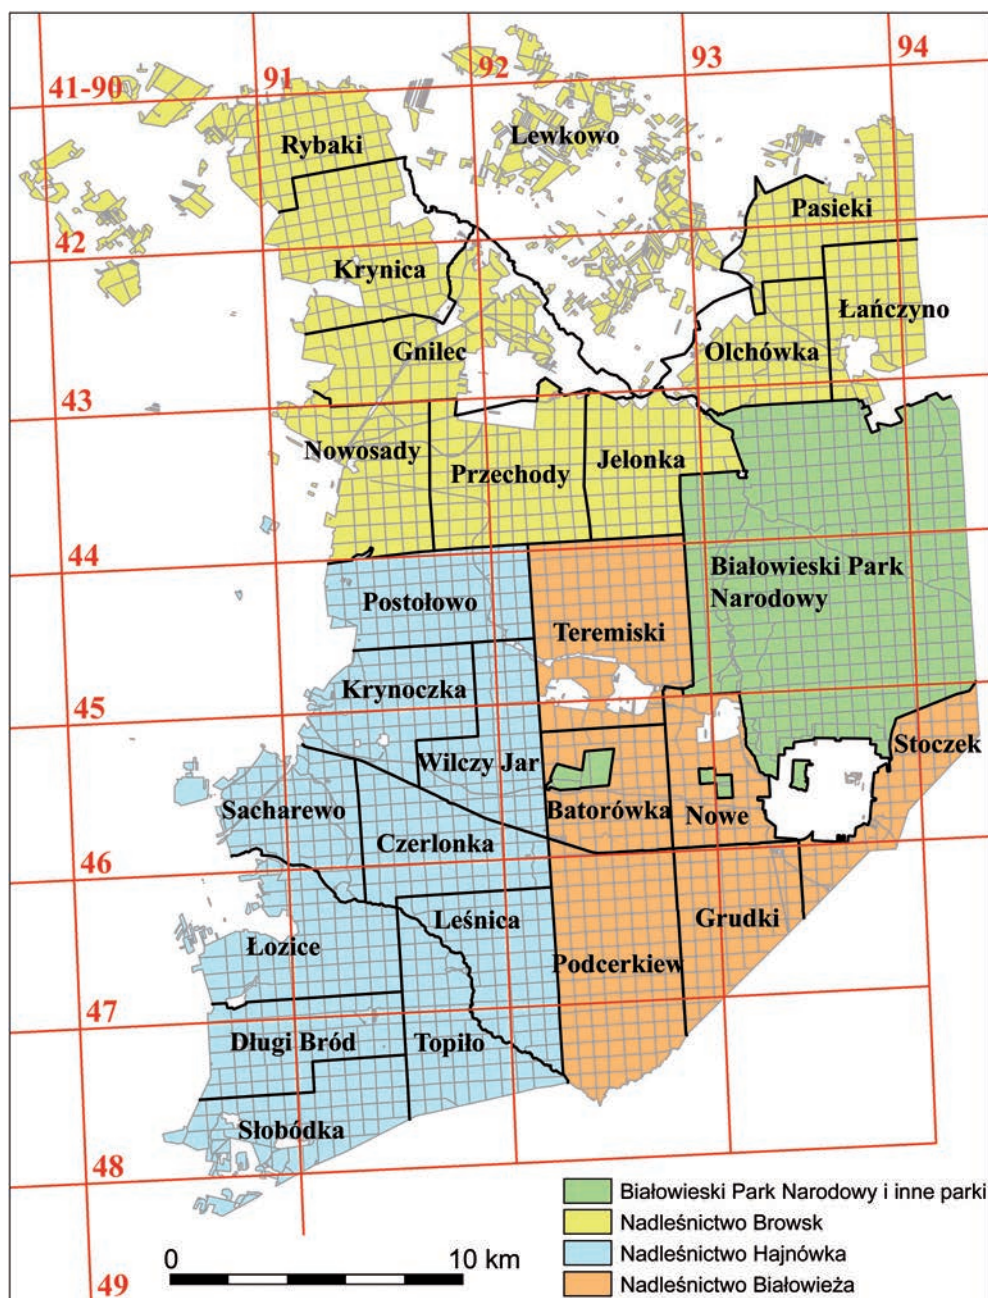 41-90
91
92
93
94
Rybaki
Lewkowo
Pasieki
42
Krynica
Łańczyno
Gnilec
Olchówka
43
Nowosady
Przechody
Jelonka
44
Białowieski Park
Narodowy
Postołowo
Teremiski
Krynoczka
45
Stoczek
Wilczy Jar
Sacharewo
Batorówka
Nowe
Czerlonka
46
Leśnica
Grudki
Łozice
Podcerkiew
47
Długi Bród
Topiło
Słobódka
48
Białowieski Park Narodowy i inne parki
Nadleśnictwo Browsk
0
10 km
Nadleśnictwo Hajnówka
49
Nadleśnictwo Białowieża